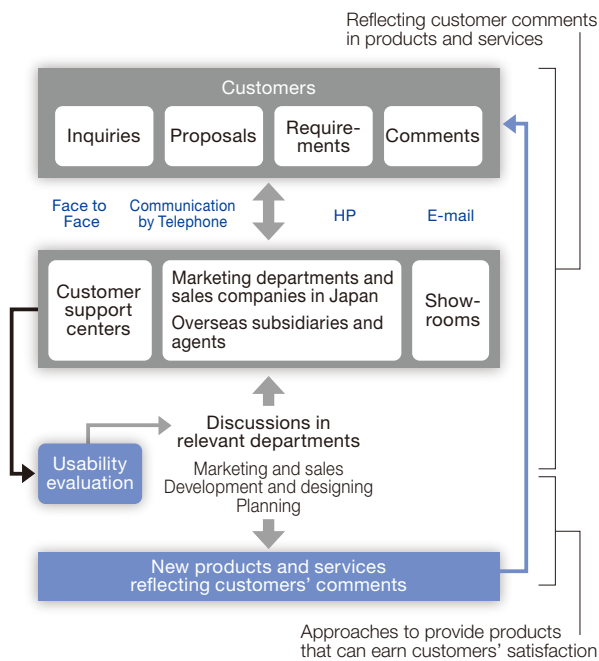 Reflecting customer comments
in products and services
Customers
Inquiries
Proposals
Require-
ments
Comments
Face to
Face
Communication
by Telephone
HP
E-mail
Customer
support
centers
Marketing departments and
sales companies in Japan
Overseas subsidiaries and
agents
Show-
rooms
Discussions in
relevant departments
Usability
evaluation
Marketing and sales
Development and designing
Planning
New products and services
reflecting customers’ comments
Approaches to provide products
that can earn customers’ satisfaction